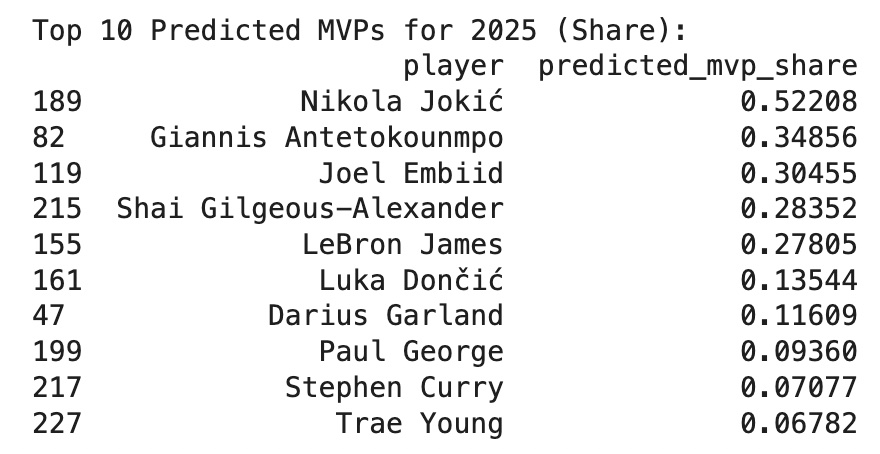 Top 10 Predicted MVPs for 2025 (Share):
player predicted_mvp_share
189 Nikola Jokić 0.52208
82 Giannis Antetokounmpo 0.34856
119 Joel Embiid 0.30455
215 Shai Gilgeous-Alexander 0.28352
155 LeBron James 0.27805
161 Luka Dončić 0.13544
47 Darius Garland 0.11609
199 Paul George 0.09360
217 Stephen Curry 0.07077
227 Trae Young 0.06782